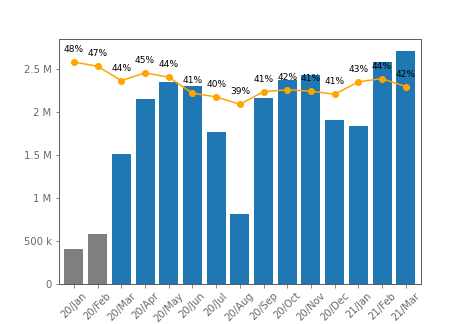 48% 47% 44% 45% 44% 41% 40% 39% 41% 42% 42% 41% 43% 44% 42%
2.5 M
2 M
1.5 M
1 M
500 k
0
20/Jan 20/Feb 20/Mar 20/Apr 20/May 20/Jun 20/Jul 20/Aug 20/Sep 20/Oct 20/Nov 20/Dec 21/Jan 21/Feb 21/Mar